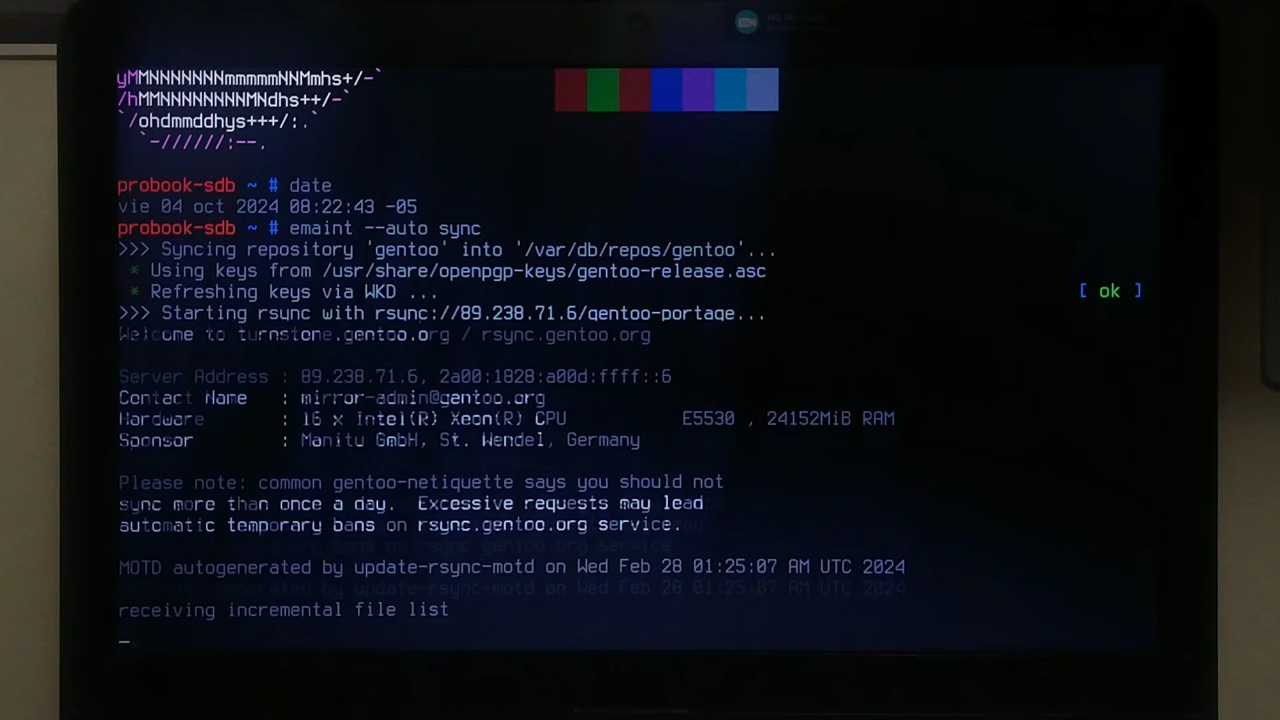 yMMNNNNNNNmmmmmNNMmhs+/-`
/hMMNNNNNNNNMNdhs++/-`
`/ohdmmddhys+++/:.`
`-//////:--.
probook-sdb ~ # date
vie 04 oct 2024 08:22:43 -05
probook-sdb ~ # emaint --auto sync
>>> Syncing repository 'gentoo' into '/var/db/repos/gentoo'...
* Using keys from /usr/share/openpgp-keys/gentoo-release.asc
* Refreshing keys via WKD ... [ ok ]
>>> Starting rsync with rsync://89.238.71.6/gentoo-portage...
Welcome to turnstone.gentoo.org / rsync.gentoo.org
Server Address : 89.238.71.6, 2a00:1828:a00d:ffff::6
Contact Name : mirror-admin@gentoo.org
Hardware : 16 x Intel(R) Xeon(R) CPU E5530 , 24152MiB RAM
Sponsor : Manitu GmbH, St. Wendel, Germany
Please note: common gentoo-netiquette says you should not
sync more than once a day. Excessive requests may lead
automatic temporary bans on rsync.gentoo.org service.
MOTD autogenerated by update-rsync-motd on Wed Feb 28 01:25:07 AM UTC 2024
receiving incremental file list